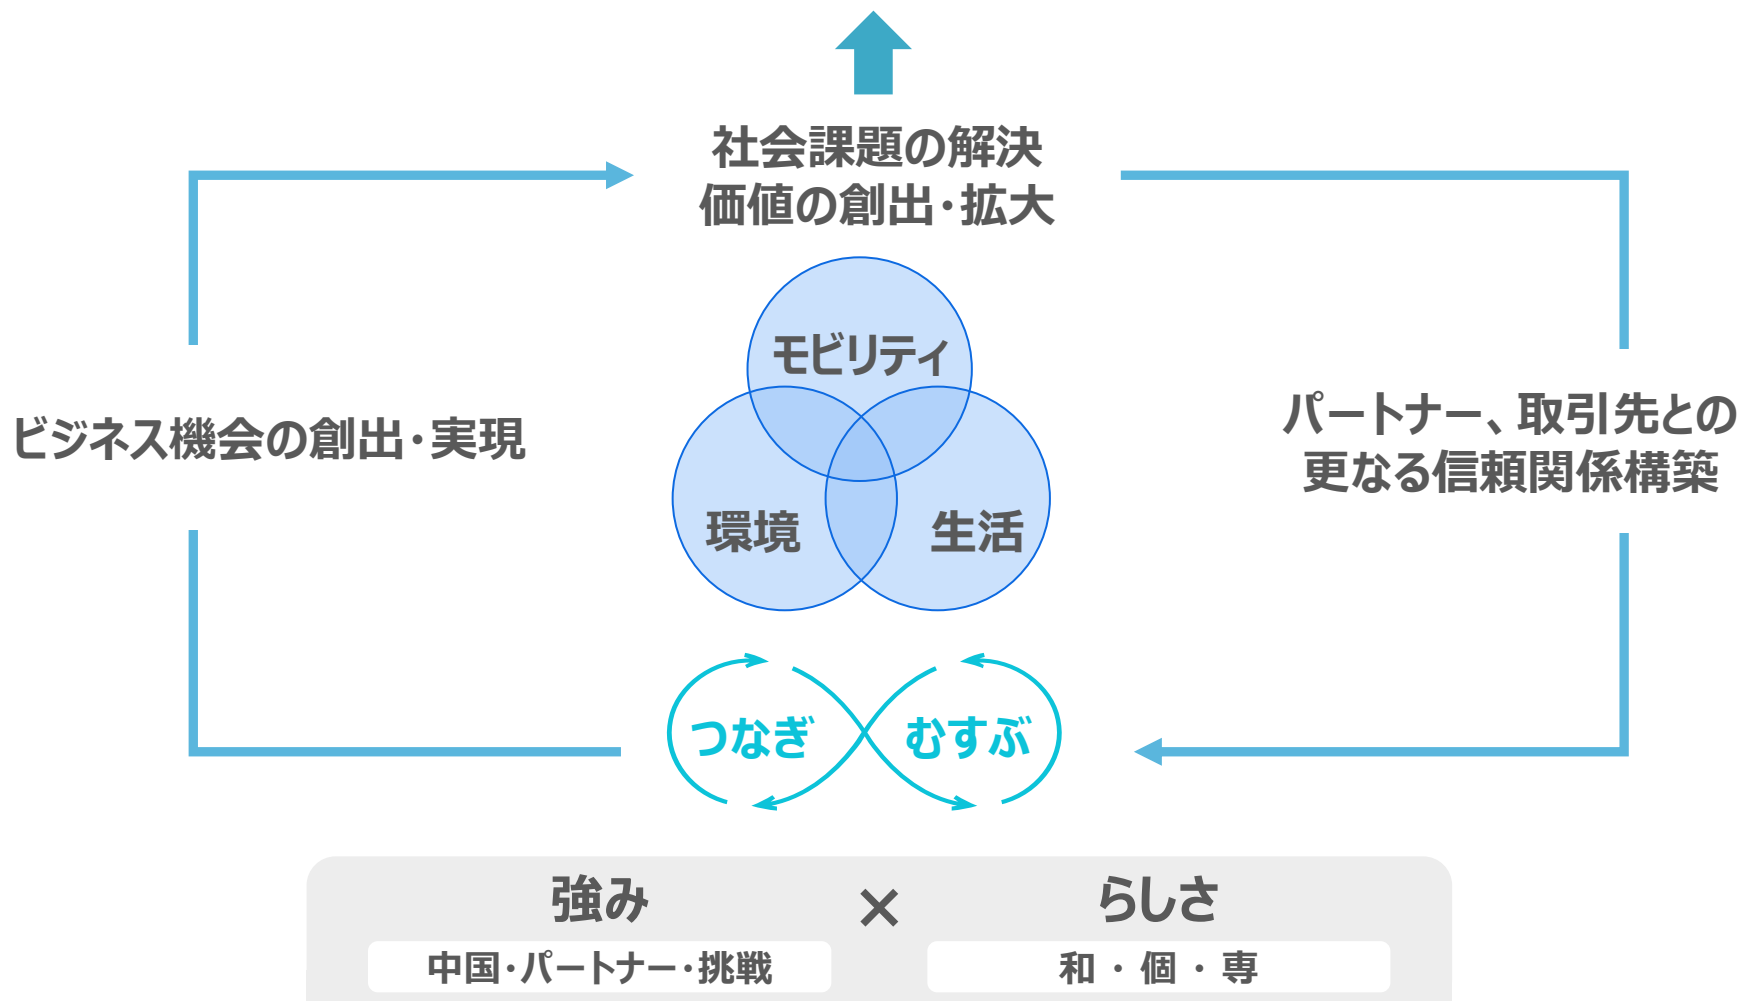 社会課題の解決
価値の創出・拡大
モビリティ
ビジネス機会の創出・実現
パートナー、取引先との
更なる信頼関係構築
環境
生活
つなぎ
むすぶ
強み
×
らしさ
中国・パートナー・挑戦
和・個・専